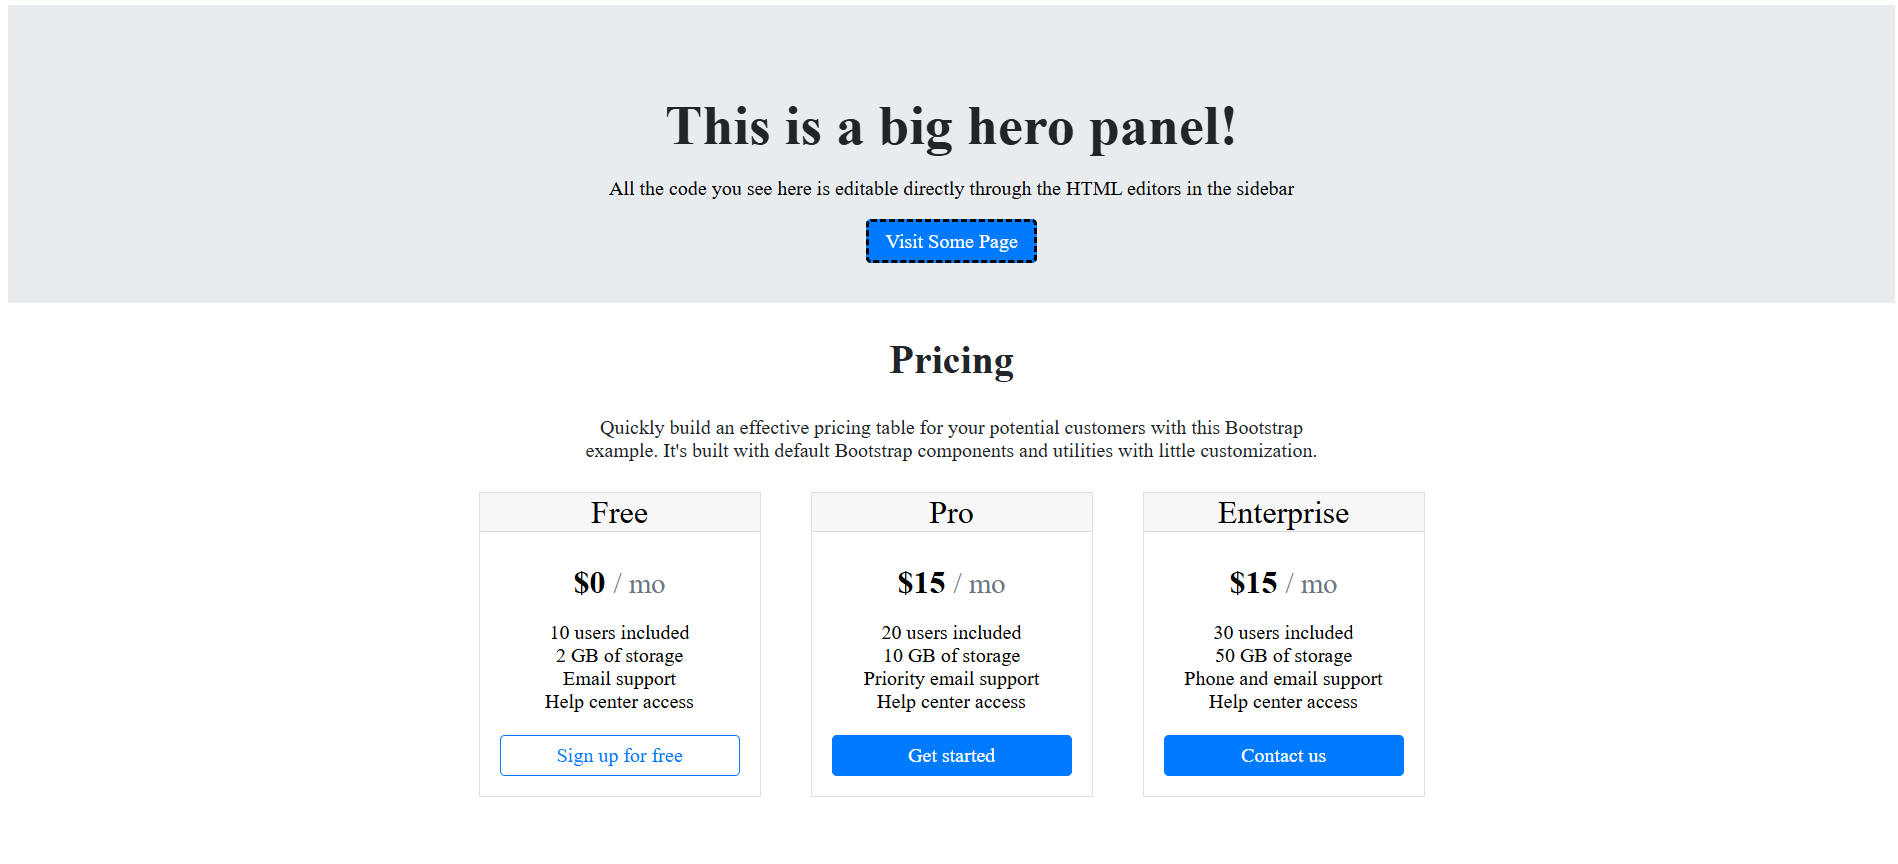 This is a big hero panel!
All the code you see here is editable directly through the HTML editors in the sidebar
Visit Some Page
Pricing
Quickly build an effective pricing table for your potential customers with this Bootstrap
example. It's built with default Bootstrap components and utilities with little customization.
Free
$0 / mo
10 users included
2 GB of storage
Email support
Help center access
Sign up for free
Pro
$15 / mo
20 users included
10 GB of storage
Priority email support
Help center access
Get started
Enterprise
$15 / mo
30 users included
50 GB of storage
Phone and email support
Help center access
Contact us